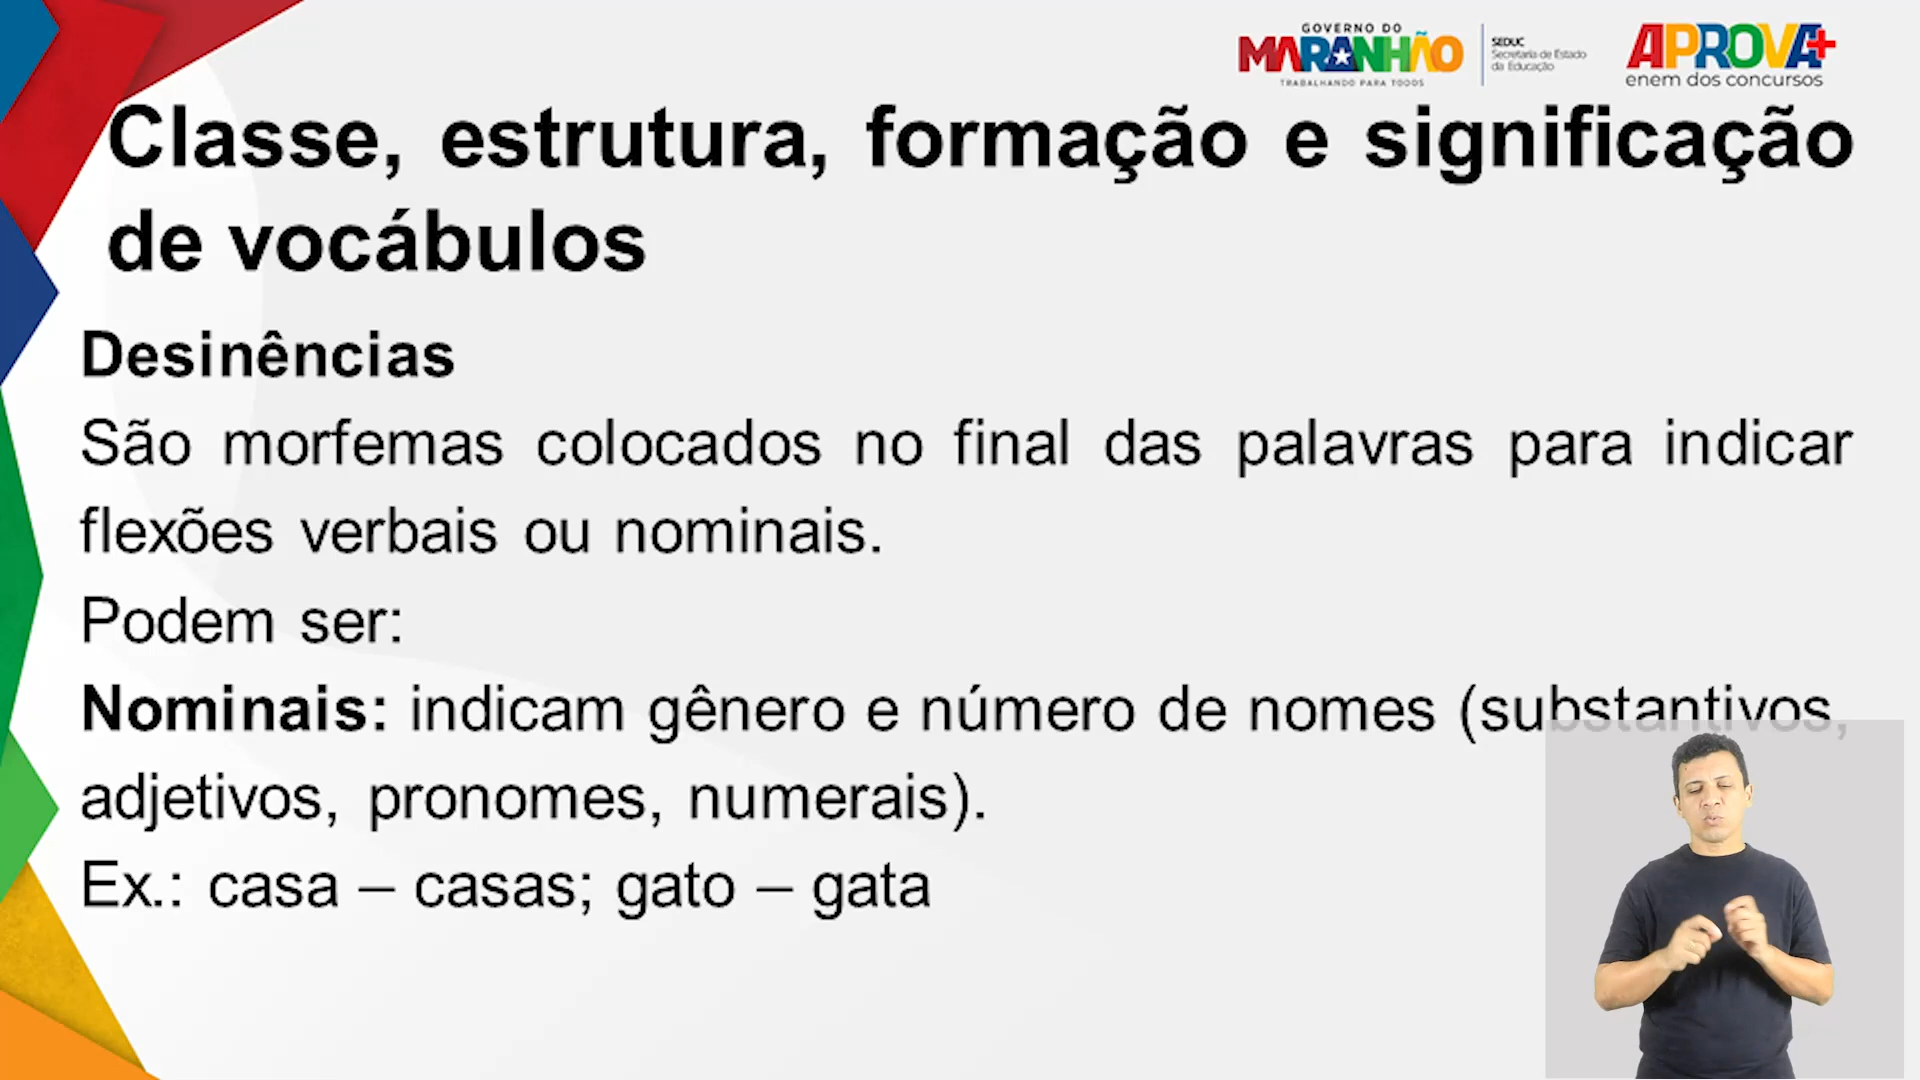 GOVERNO DO
MARANHÃO
TRABALHANDO PARA TODOS
SEDUC
Secretaria de Estado
da Educação
APROVA+
enem dos concursos
Classe, estrutura, formação e significação
de vocábulos
Desinências
São morfemas colocados no final das palavras para indicar
flexões verbais ou nominais.
Podem ser:
Nominais: indicam gênero e número de nomes (substantivos,
adjetivos, pronomes, numerais).
Ex.: casa – casas; gato – gata